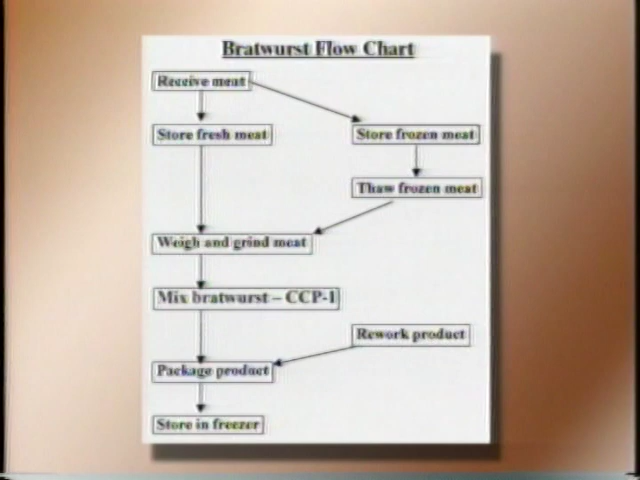 Bratwurst Flow Chart
Receive meat
Store fresh meat
Store frozen meat
Thaw frozen meat
Weigh and grind meat
Mix bratwurst – CCP-1
Rework product
Package product
Store in freezer